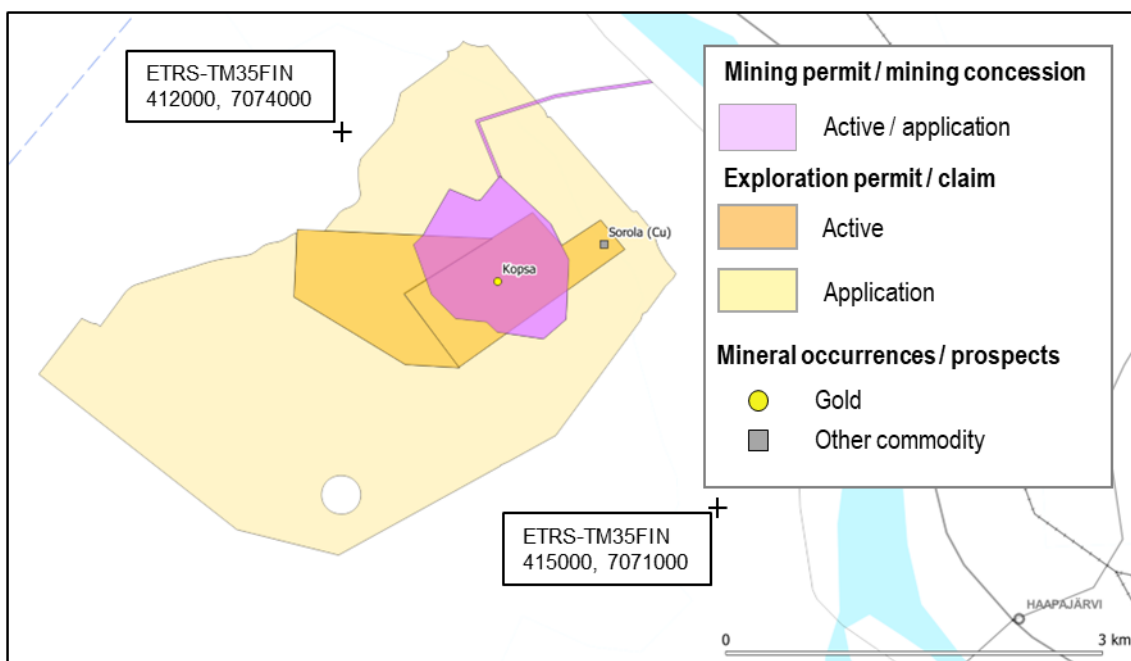 ETRS-TM35FIN
412000, 7074000
Mining permit / mining concession
Active / application
Exploration permit / claim
Active
Application
Mineral occurrences / prospects
Gold
Other commodity
Sorola (Cu)
Kopsa
ETRS-TM35FIN
415000, 7071000
HAAPAJÄRVI
0
3 km